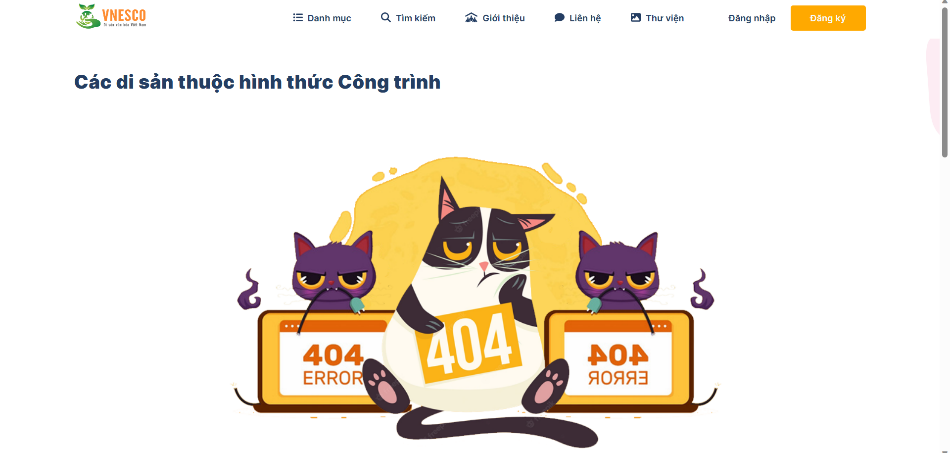 VNESCO
Danh mục
Tìm kiếm
Giới thiệu
Liên hệ
Thư viện
Đăng nhập
Đăng ký
Các di sản thuộc hình thức Công trình
404
ERROR
404
404
ERROR